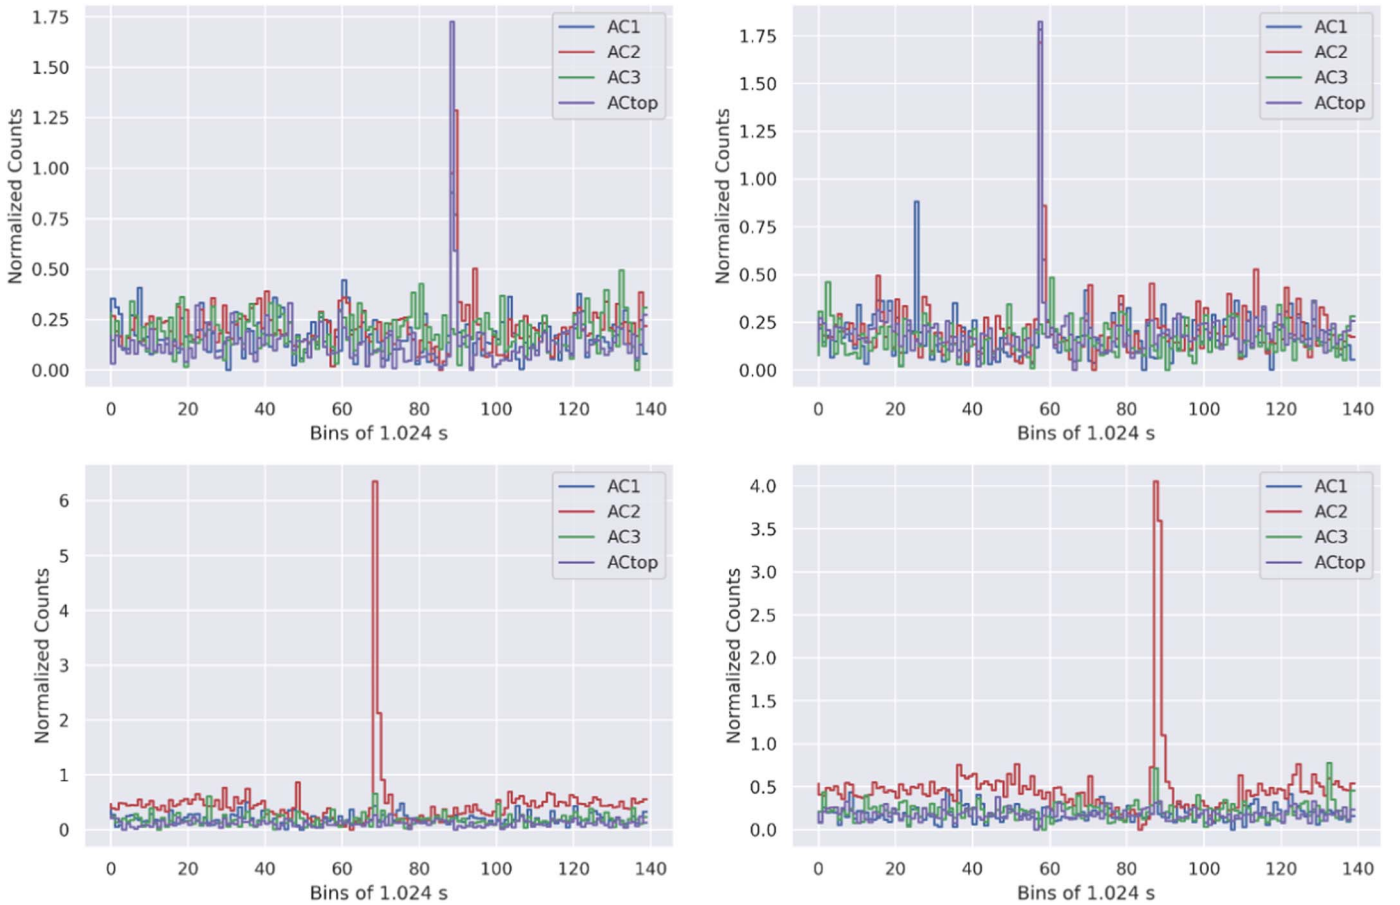 1.75
1.50
1.25
1.00
0.75
0.50
0.25
0.00
Normalized Counts
AC1
AC2
AC3
ACtop
0 20 40 60 80 100 120 140
Bins of 1.024 s
1.75
1.50
1.25
1.00
0.75
0.50
0.25
0.00
Normalized Counts
AC1
AC2
AC3
ACtop
0 20 40 60 80 100 120 140
Bins of 1.024 s
6
5
4
3
2
1
0
Normalized Counts
AC1
AC2
AC3
ACtop
0 20 40 60 80 100 120 140
Bins of 1.024 s
4.0
3.5
3.0
2.5
2.0
1.5
1.0
0.5
0.0
Normalized Counts
AC1
AC2
AC3
ACtop
0 20 40 60 80 100 120 140
Bins of 1.024 s